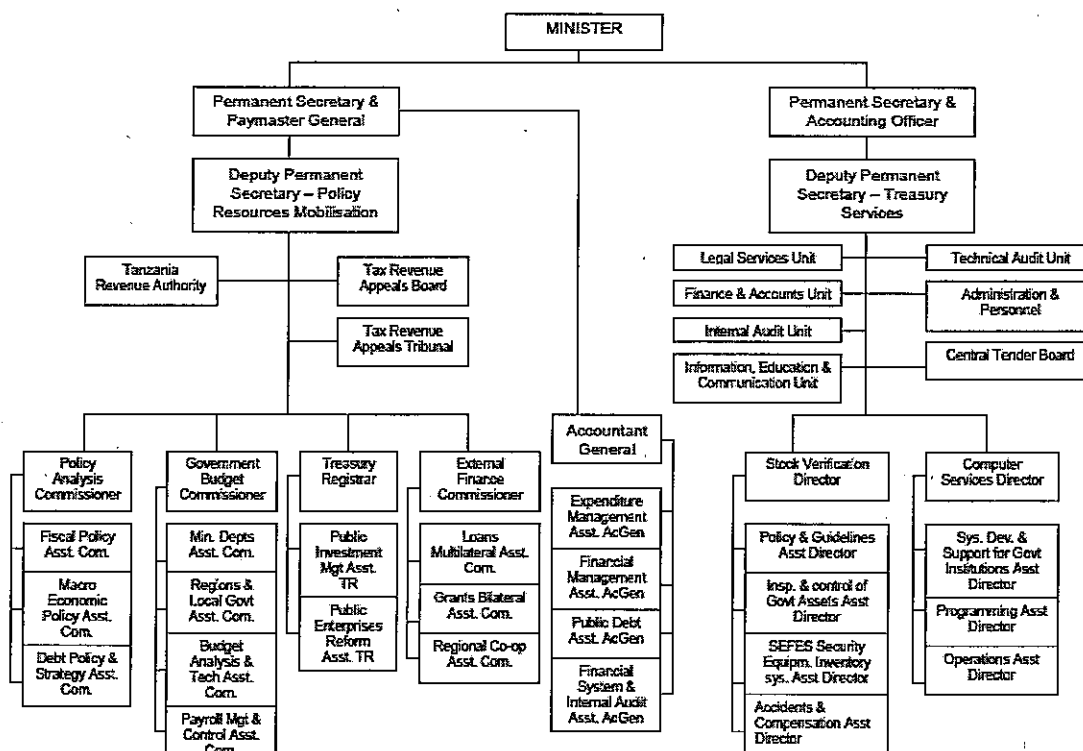 MINISTER
Permanent Secretary &
Paymaster General
Permanent Secretary &
Accounting Officer
Deputy Permanent
Secretary – Policy
Resources Mobilisation
Deputy Permanent
Secretary – Treasury
Services
Tanzania
Revenue Authority
Tax Revenue
Appeals Board
Tax Revenue
Appeals Tribunal
Legal Services Unit
Technical Audit Unit
Finance & Accounts Unit
Administration &
Personnel
Internal Audit Unit
Central Tender Board
Information, Education &
Communication Unit
Policy
Analysis
Commissioner
Fiscal Policy
Asst. Com.
Macro
Economic
Policy Asst.
Com.
Debt Policy &
Strategy Asst.
Com.
Government
Budget
Commissioner
Min. Depts
Asst. Com.
Regions &
Local Govt
Asst. Com.
Budget
Analysis &
Tech Asst.
Com.
Payroll Mgt &
Control Asst.
Com
Treasury
Registrar
Public
Investment
Mgt Asst.
TR
Public
Enterprises
Reform
Asst. TR
External
Finance
Commissioner
Loans
Multilateral Asst.
Com.
Grants Bilateral
Asst. Com.
Regional Co-op
Asst. Com.
Accountant
General
Expenditure
Management
Asst. AcGen
Financial
Management
Asst. AcGen
Public Debt
Asst. AcGen
Financial
System &
Internal Audit
Asst. AcGen
Stock Verification
Director
Policy & Guidelines
Asst Director
Insp. & control of
Govt Assets Asst
Director
SEFES Security
Equipm. Inventory
sys. Asst Director
Accidents &
Compensation Asst
Director
Computer
Services Director
Sys. Dev. &
Support for Govt
Institutions Asst
Director
Programming Asst
Director
Operations Asst
Director